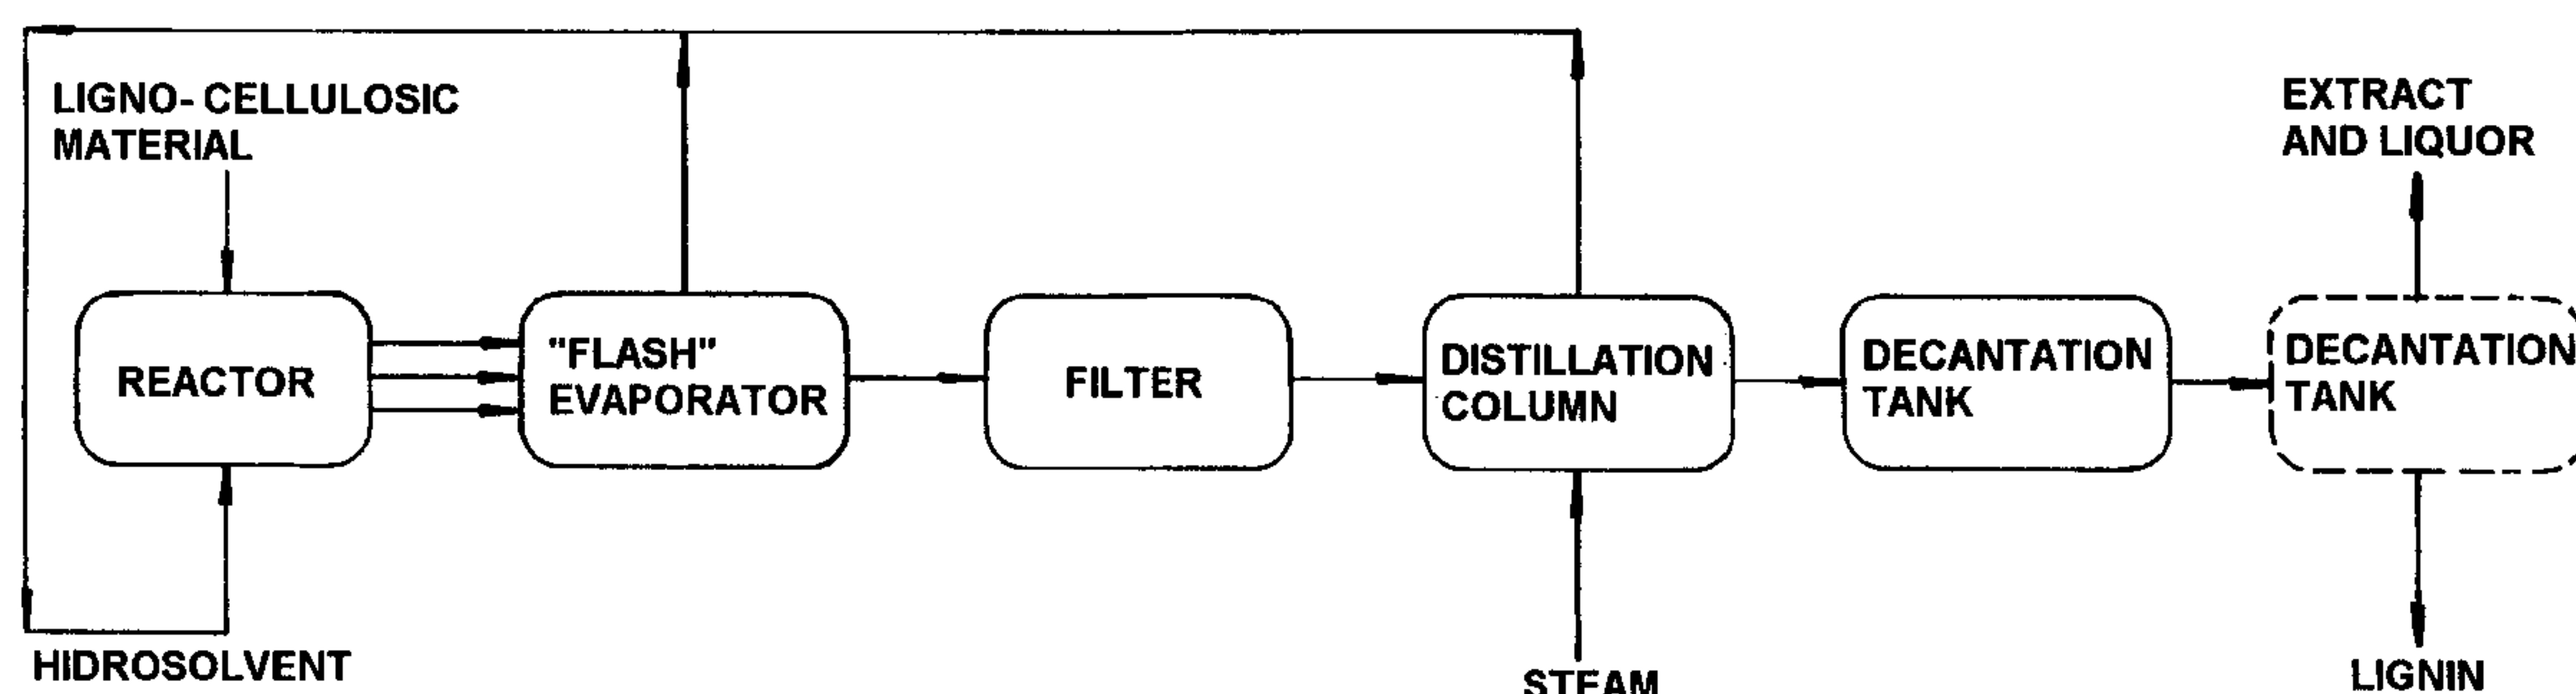 LIGNO- CELLULOSIC
MATERIAL
EXTRACT
AND LIQUOR
REACTOR
"FLASH"
EVAPORATOR
FILTER
DISTILLATION
COLUMN
DECANTATION
TANK
DECANTATION
TANK
HIDROSOLVENT
STEAM
LIGNIN